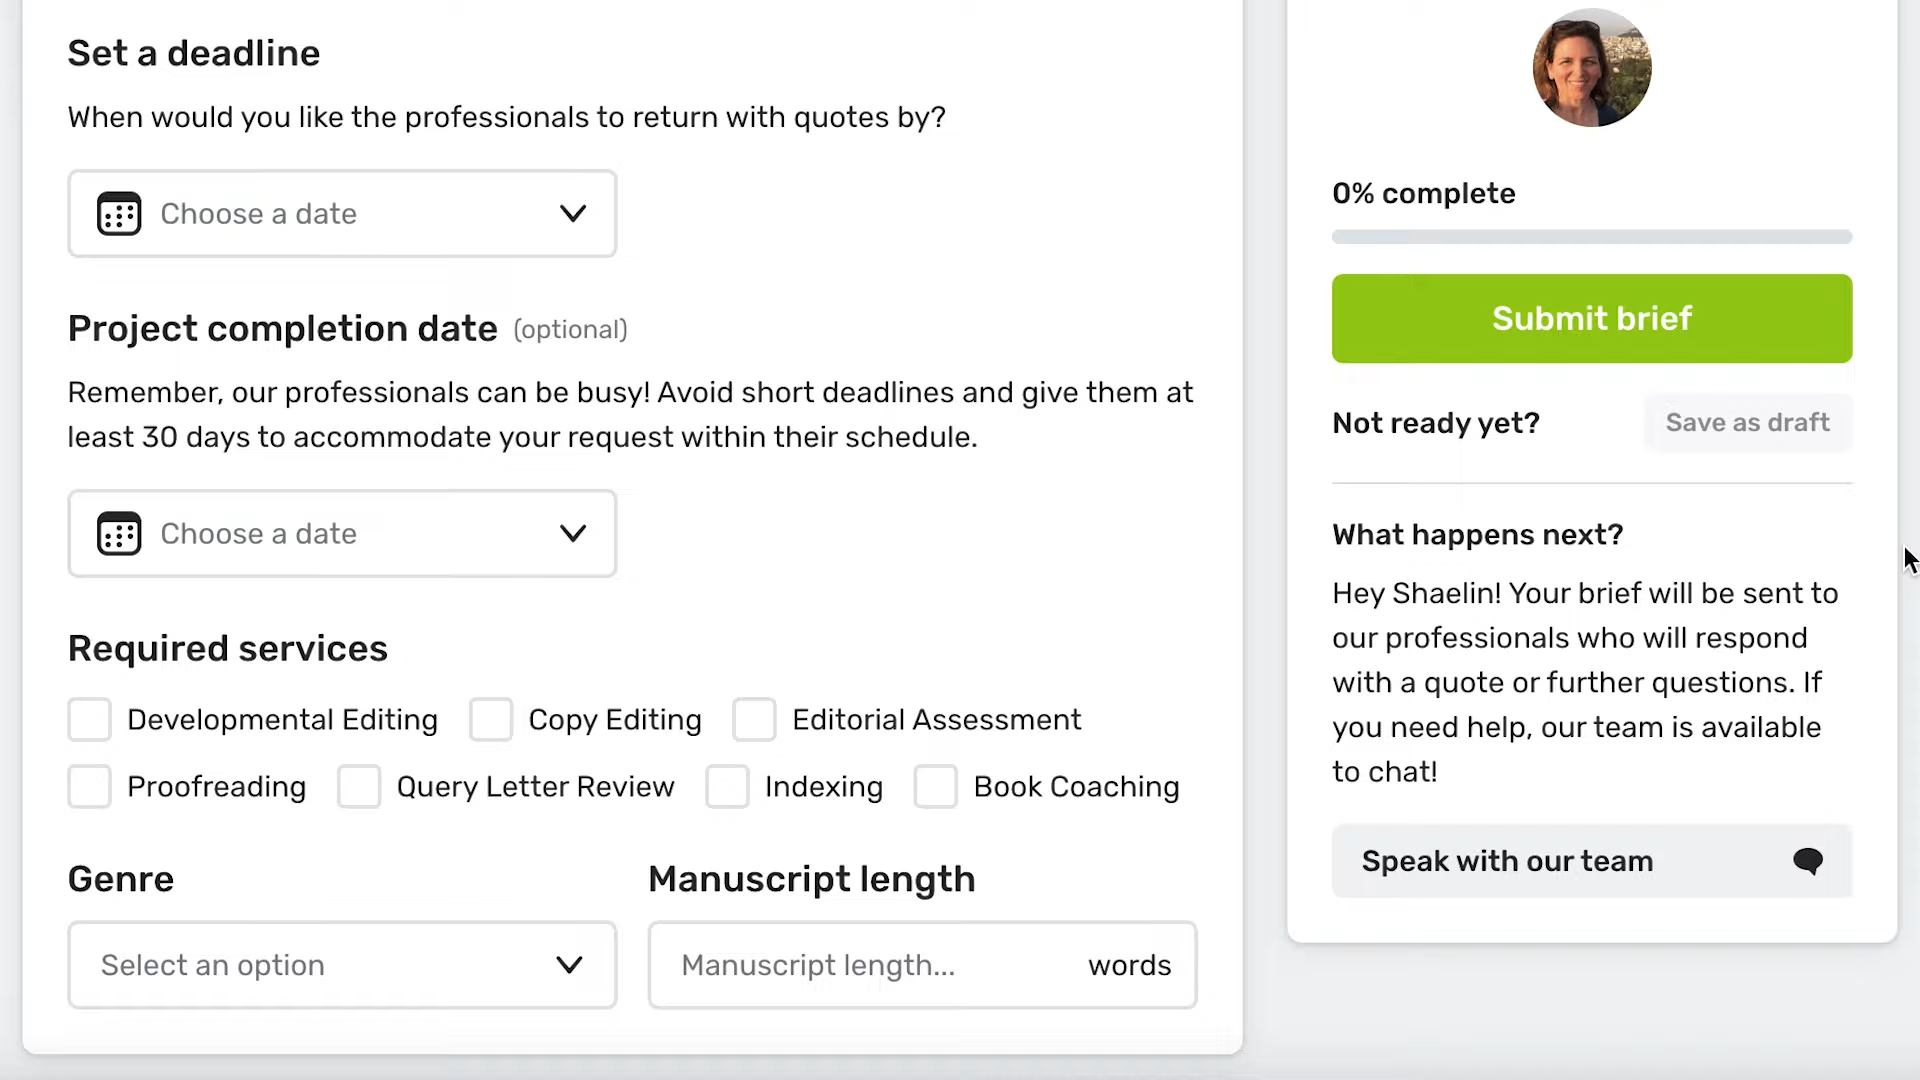 Set a deadline
When would you like the professionals to return with quotes by?
Choose a date
Project completion date (optional)
Remember, our professionals can be busy! Avoid short deadlines and give them at
least 30 days to accommodate your request within their schedule.
Choose a date
Required services
Developmental Editing Copy Editing Editorial Assessment
Proofreading Query Letter Review Indexing Book Coaching
Genre
Select an option
Manuscript length
Manuscript length... words
0% complete
Submit brief
Not ready yet? Save as draft
What happens next?
Hey Shaelin! Your brief will be sent to
our professionals who will respond
with a quote or further questions. If
you need help, our team is available
to chat!
Speak with our team